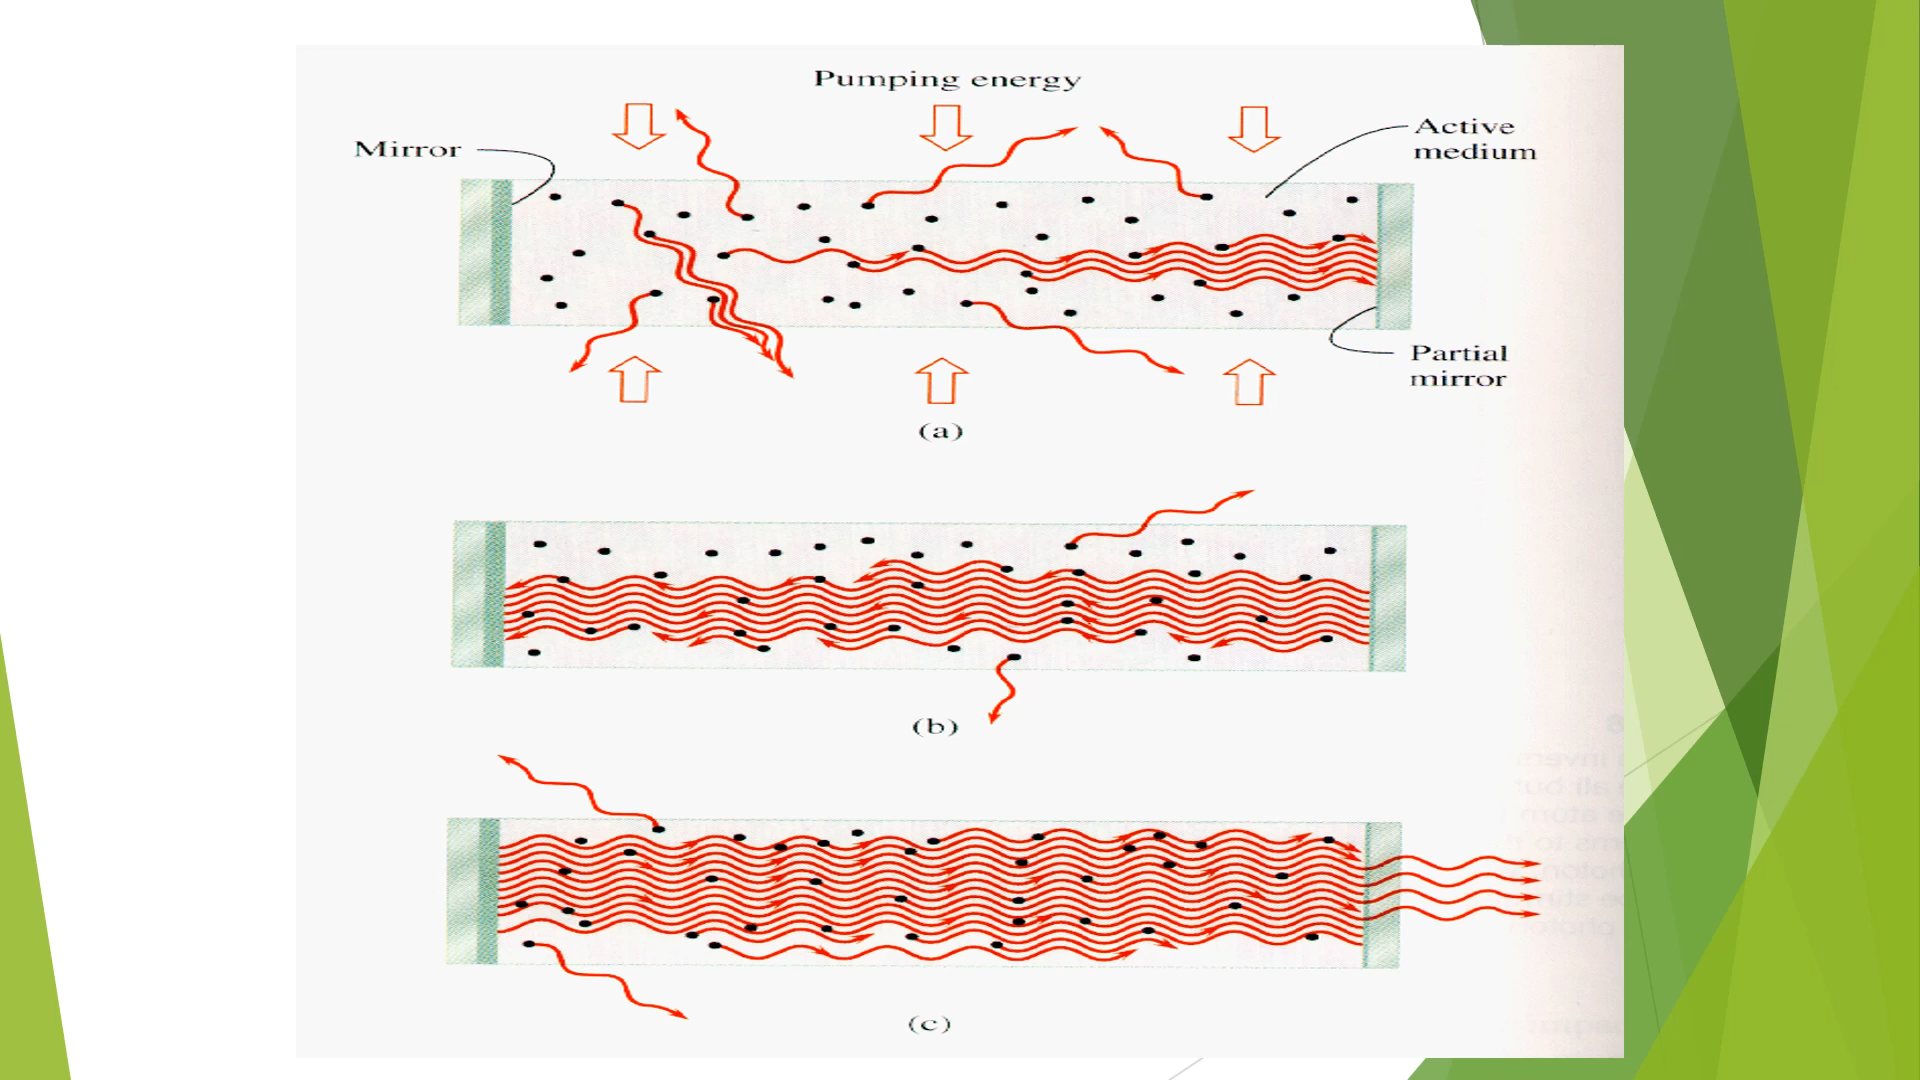 Pumping energy
Mirror
Active
medium
Partial
mirror
(a)
(b)
(c)